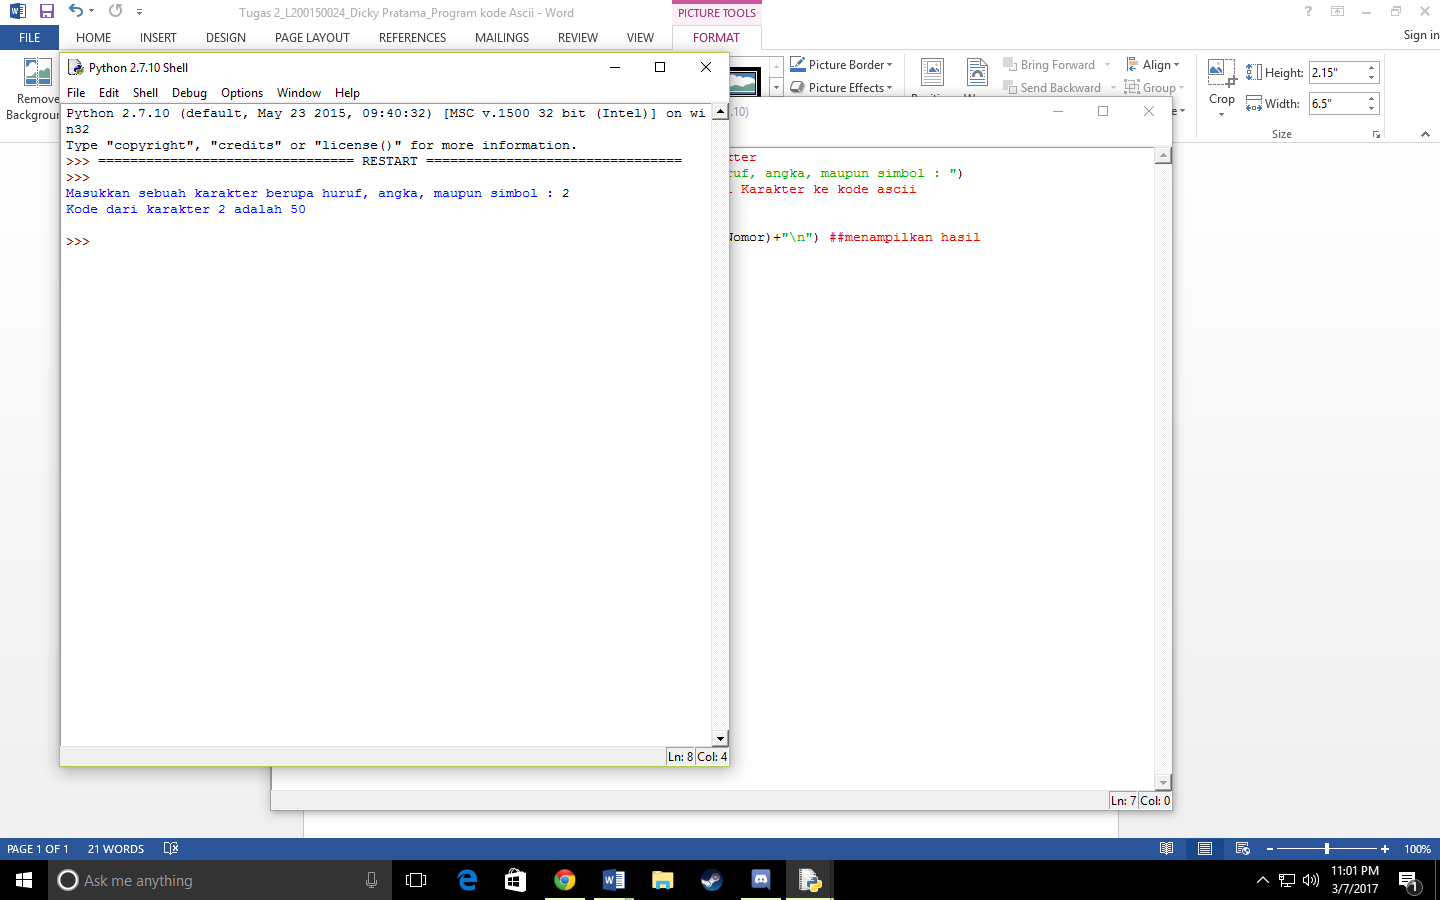 Tugas 2_L200150024_Dicky Pratama_Program kode Ascii - Word
PICTURE TOOLS
FILE HOME INSERT DESIGN PAGE LAYOUT REFERENCES MAILINGS REVIEW VIEW FORMAT
Sign in
Remove
Picture Border
Picture Effects
Bring Forward
Send Backward
Align
Group
Crop
Height: 2.15"
Width: 6.5"
Size
Python 2.7.10 Shell
File Edit Shell Debug Options Window Help
Python 2.7.10 (default, May 23 2015, 09:40:32) [MSC v.1500 32 bit (Intel)] on wi
n32
Type "copyright", "credits" or "license()" for more information.
>>> ================================ RESTART ================================
>>>
Masukkan sebuah karakter berupa huruf, angka, maupun simbol : 2
Kode dari karakter 2 adalah 50
>>>
Ln: 8 Col: 4
.10)
kter
ruf, angka, maupun simbol : ")
Karakter ke kode ascii
Nomor)+"\n") ##menampilkan hasil
Ln: 7 Col: 0
PAGE 1 OF 1 21 WORDS
100%
Ask me anything
11:01 PM
3/7/2017
1